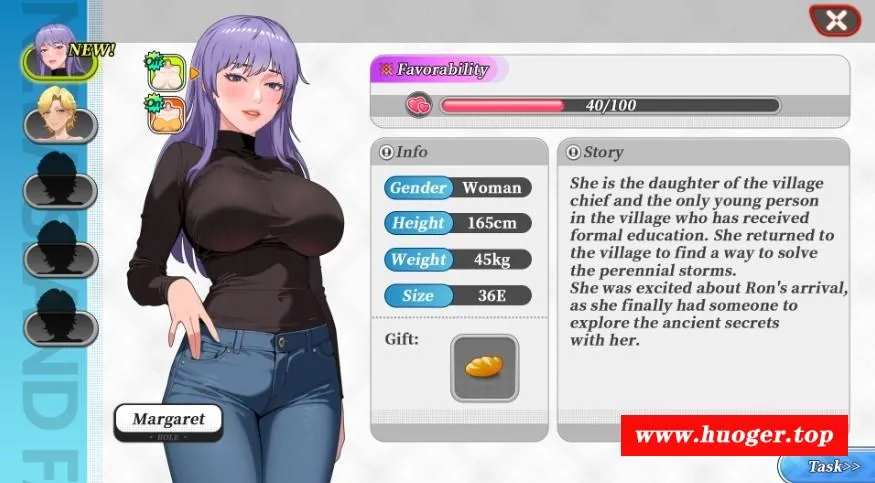 NEW!
Off
On
Favorability
40/100
Info
Gender Woman
Height 165cm
Weight 45kg
Size 36E
Gift:
Story
She is the daughter of the village
chief and the only young person
in the village who has received
formal education. She returned to
the village to find a way to solve
the perennial storms.
She was excited about Ron's arrival,
as she finally had someone to
explore the ancient secrets
with her.
Margaret
- ROLE -
www.huoger.top
Task>>